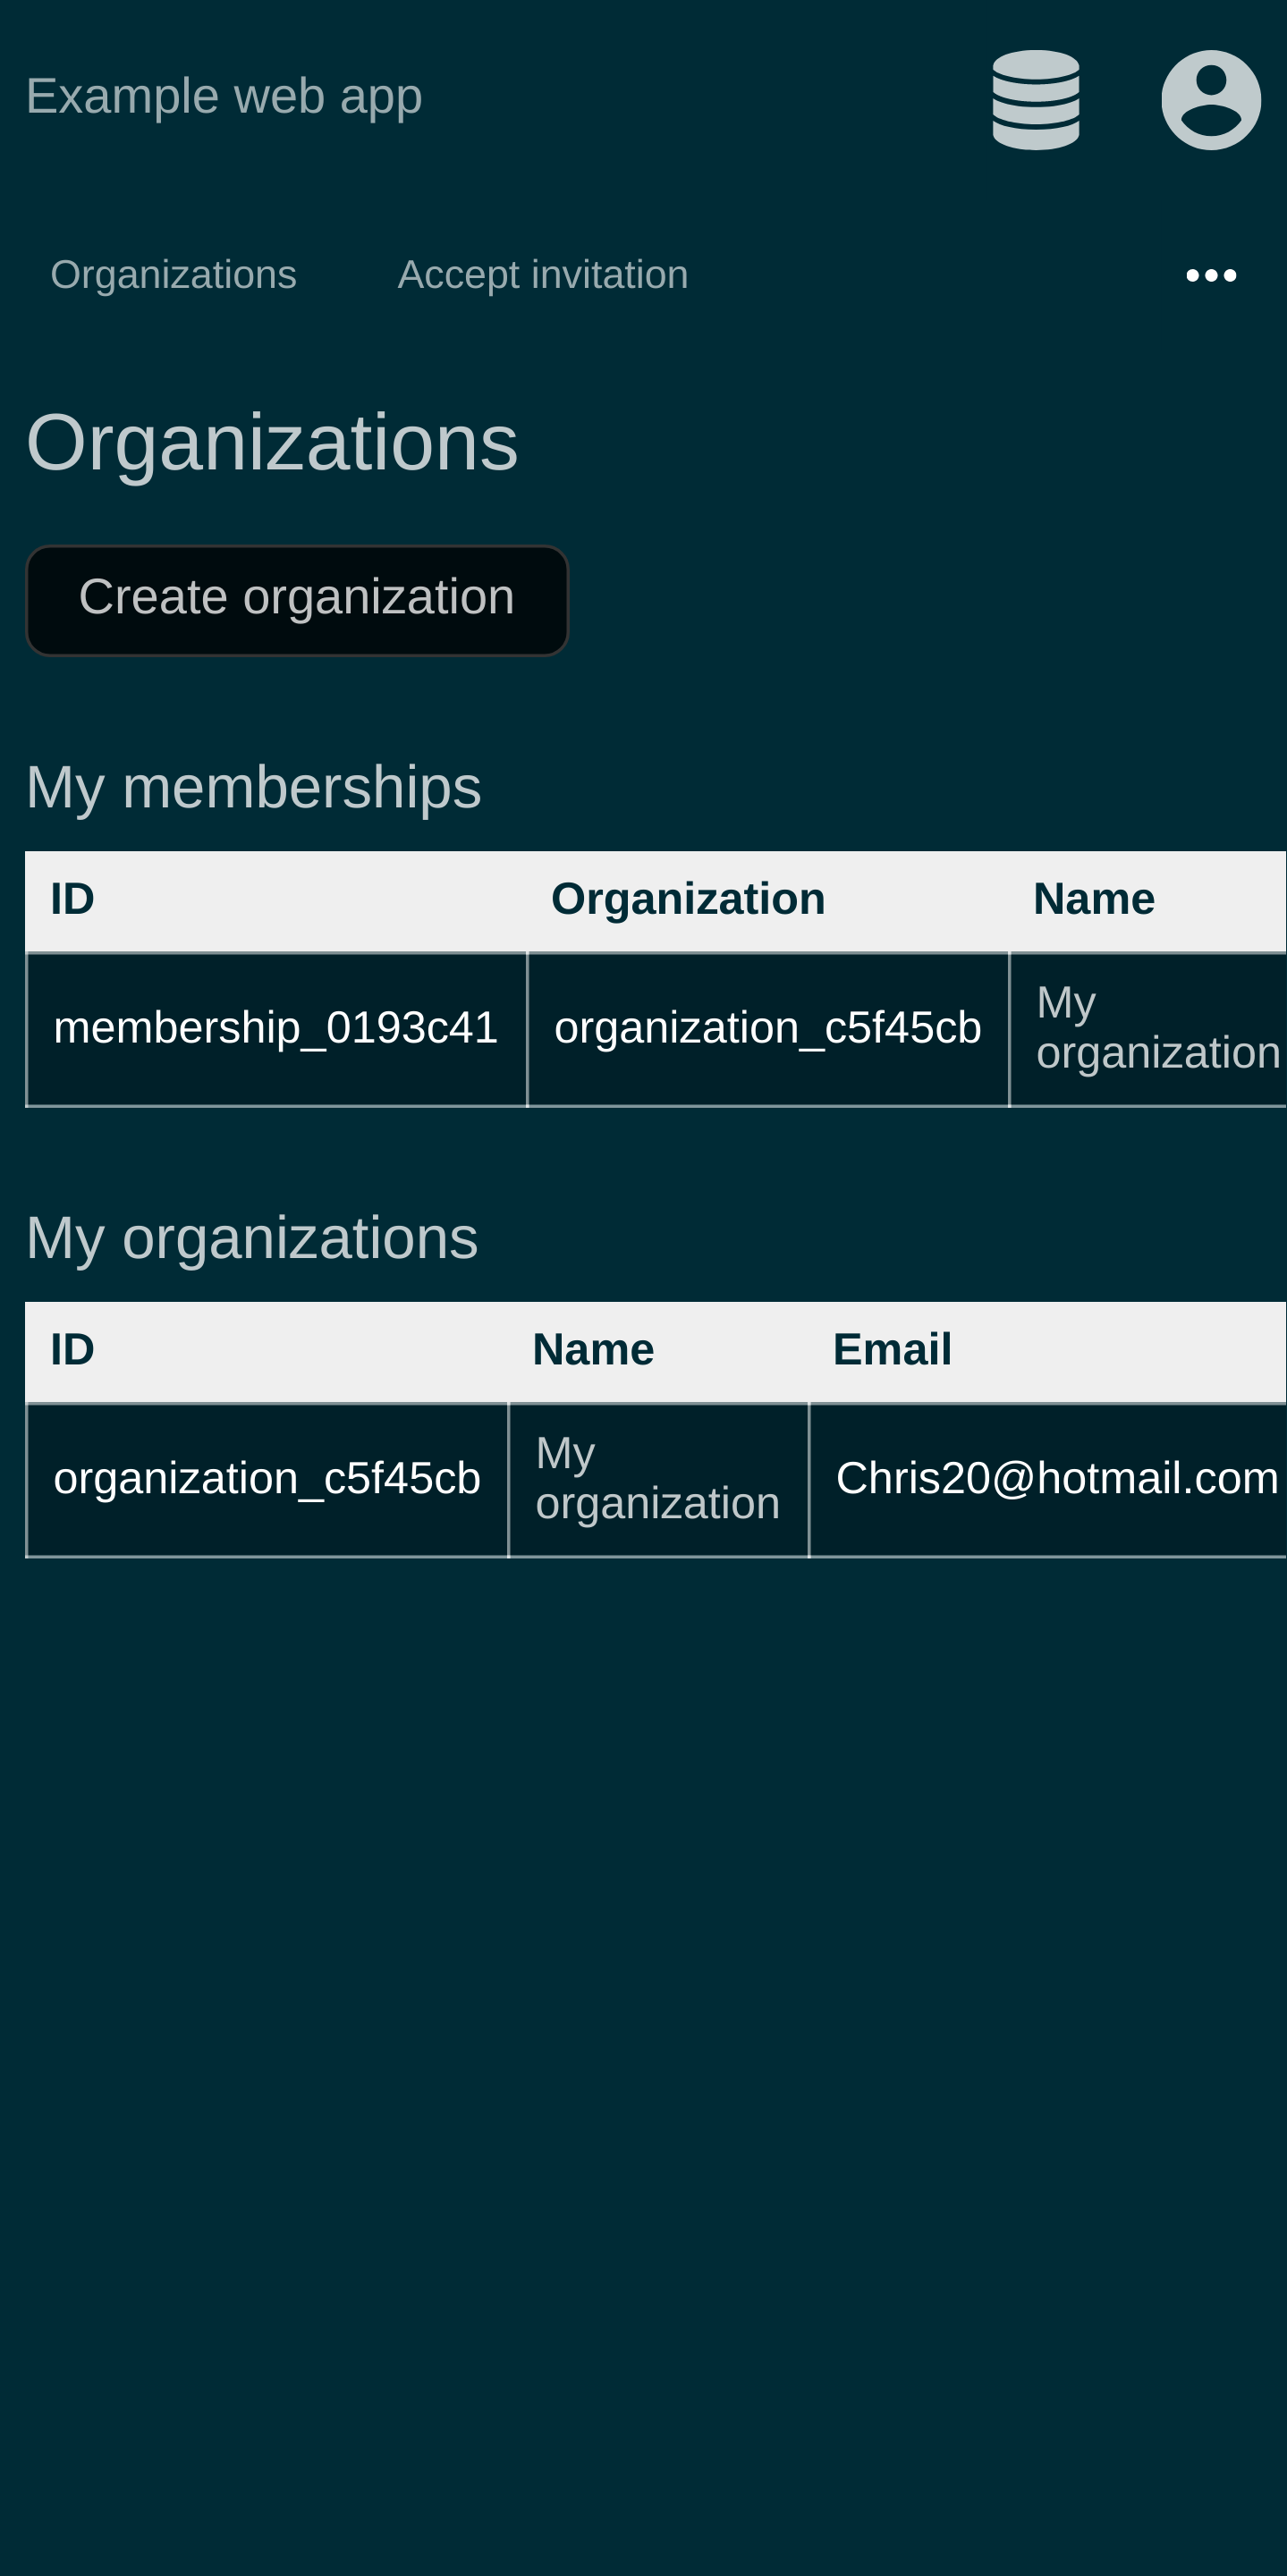 Example web app
Organizations Accept invitation
Organizations
Create organization
My memberships
ID Organization Name
membership_0193c41 organization_c5f45cb My
organization
My organizations
ID Name Email
organization_c5f45cb My
organization Chris20@hotmail.com